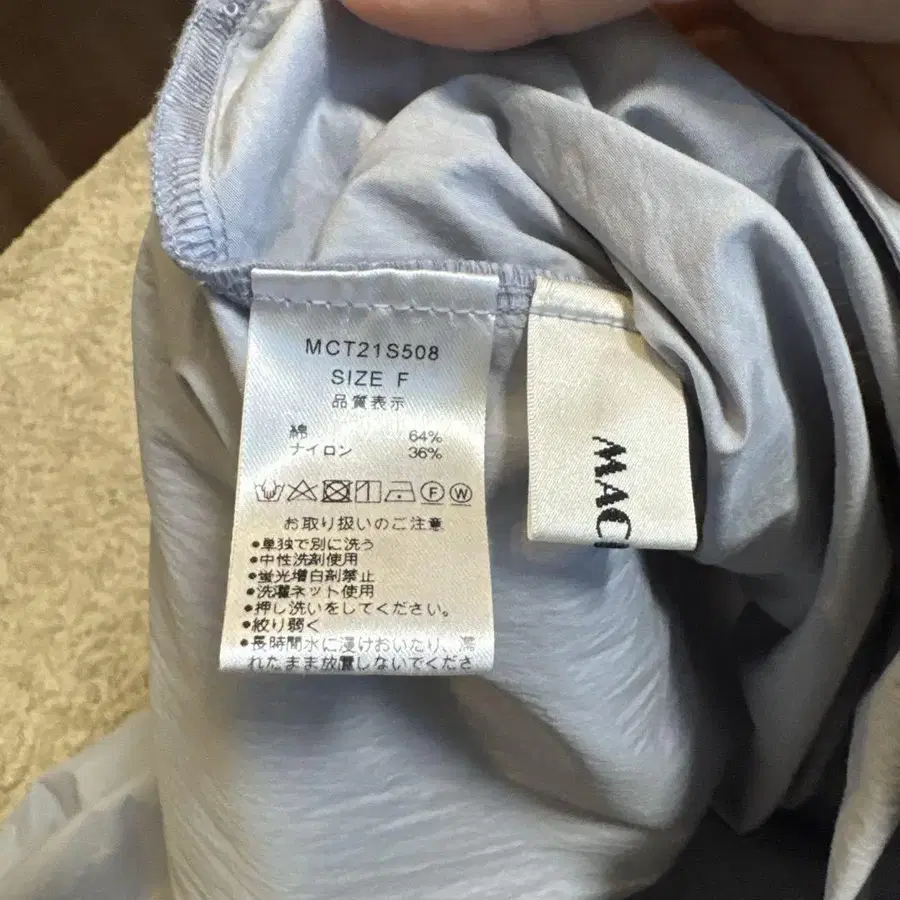 MCT21S508
SIZE F
品質表示
綿 64%
ナイロン 36%
F W
お取り扱いのご注意
●単独で別に洗う
●中性洗剤使用
●蛍光増白剤禁止
●洗濯ネット使用
●押し洗いをしてください。
●絞り弱く
●長時間水に浸けおいたり、濡
れたまま放置しないでくださ
MAC